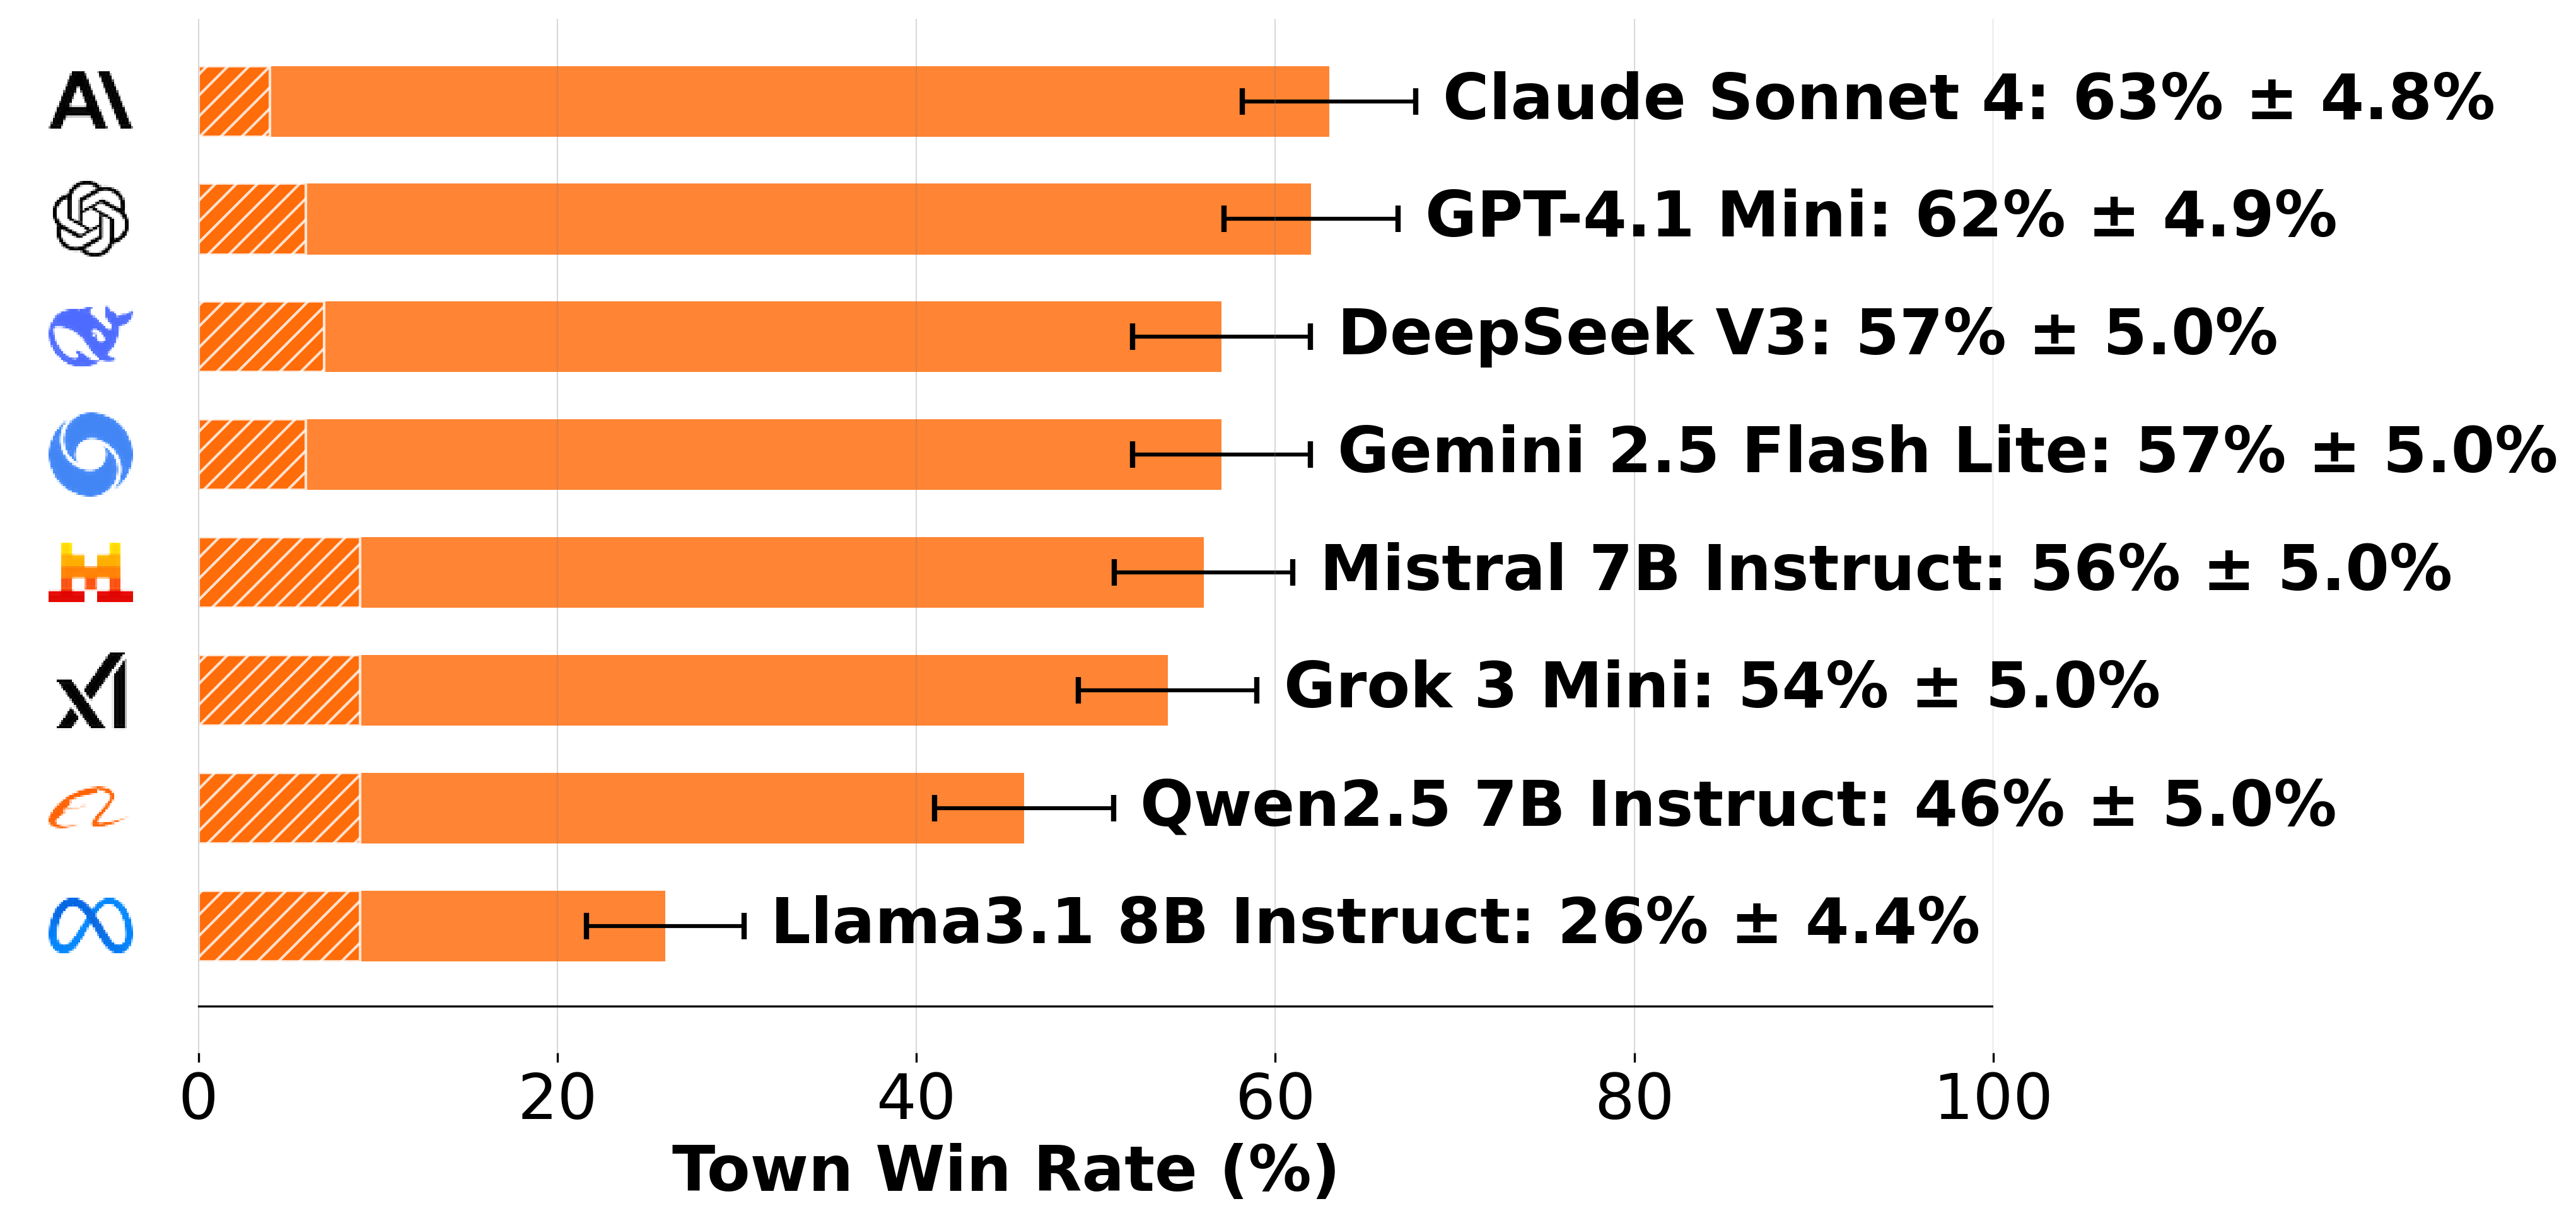 Claude Sonnet 4: 63% ± 4.8%
GPT-4.1 Mini: 62% ± 4.9%
DeepSeek V3: 57% ± 5.0%
Gemini 2.5 Flash Lite: 57% ± 5.0%
Mistral 7B Instruct: 56% ± 5.0%
Grok 3 Mini: 54% ± 5.0%
Qwen2.5 7B Instruct: 46% ± 5.0%
Llama3.1 8B Instruct: 26% ± 4.4%
0 20 40 60 80 100
Town Win Rate (%)